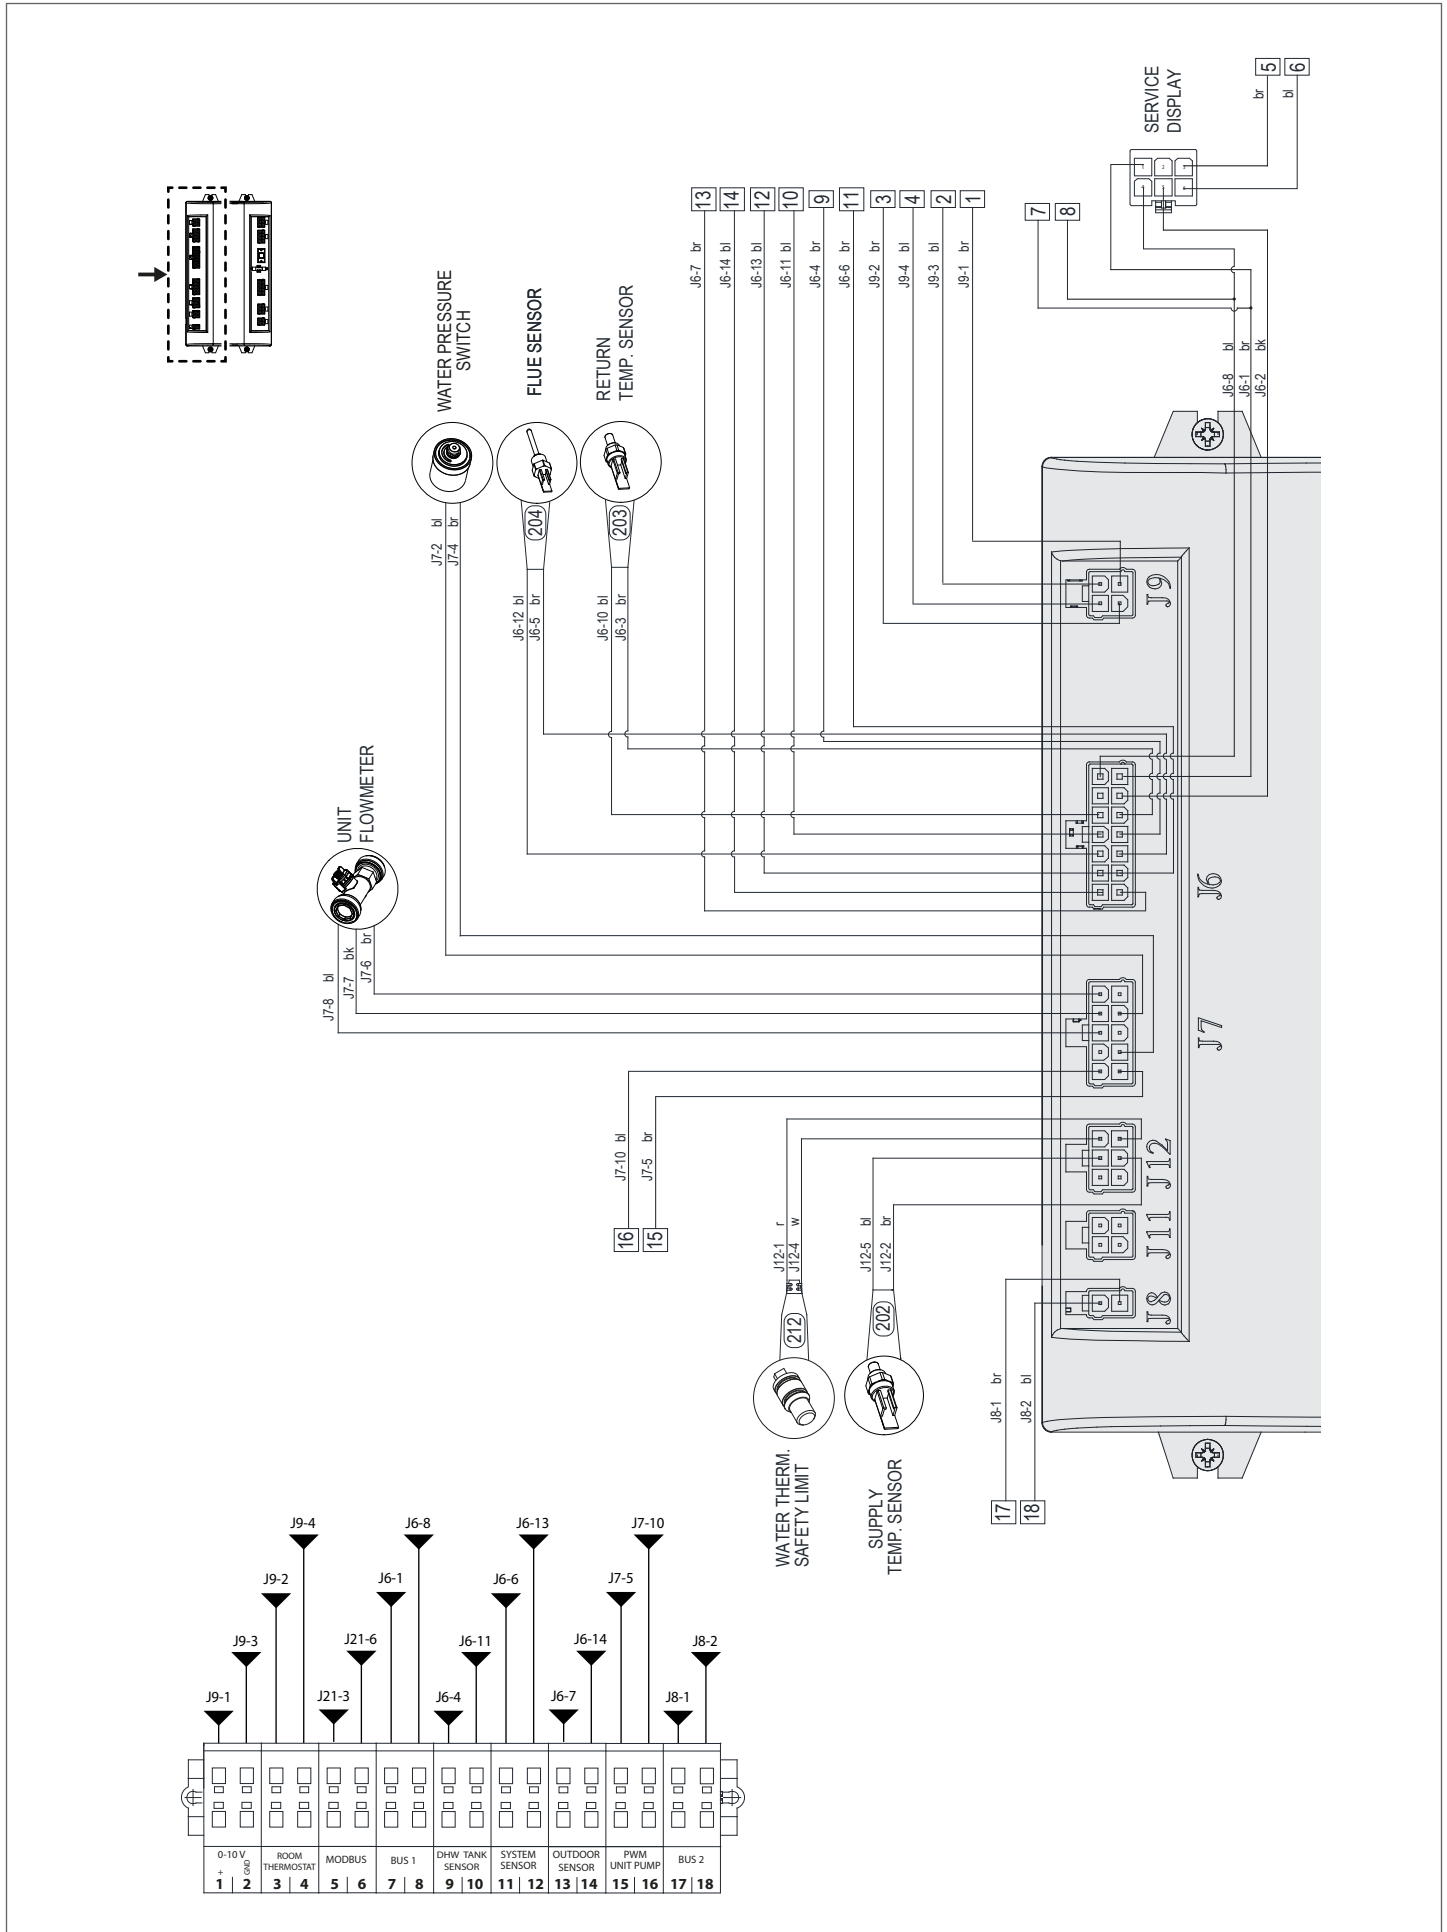 SERVICE
DISPLAY
br
5
bl
6
13
14
12
10
9
11
3
4
2
1
7
8
J6-7 br
J6-14 bl
J6-13 bl
J6-11 bl
J6-4 br
J6-6 br
J9-2 br
J9-4 bl
J9-3 bl
J9-1 br
WATER PRESSURE
SWITCH
FLUE SENSOR
RETURN
TEMP. SENSOR
J6-8 bl
J6-1 br
J6-2 bk
J7-2 bl
J7-4 br
204
203
J6-12 bl
J6-5 br
J6-10 bl
J6-3 br
J9
UNIT
FLOWMETER
J6
J7-8 bl
J7-7 bk
J7-6 br
J7
J7-10 bl
J7-5 br
16
15
J12
J12-1 r
J12-4 w
J12-5 bl
J12-2 br
J11
212
202
J8
J8-1 br
J8-2 bl
WATER THERM.
SAFETY LIMIT
SUPPLY
TEMP. SENSOR
17
18
J9-4
J6-8
J6-13
J7-10
J9-2
J6-1
J6-6
J7-5
J9-3
J21-6
J6-11
J6-14
J8-2
J9-1
J21-3
J6-4
J6-7
J8-1
0-10 V
+
GND
ROOM
THERMOSTAT
MODBUS
BUS 1
DHW TANK
SENSOR
SYSTEM
SENSOR
OUTDOOR
SENSOR
PWM
UNIT PUMP
BUS 2
1 2 3 4 5 6 7 8 9 10 11 12 13 14 15 16 17 18